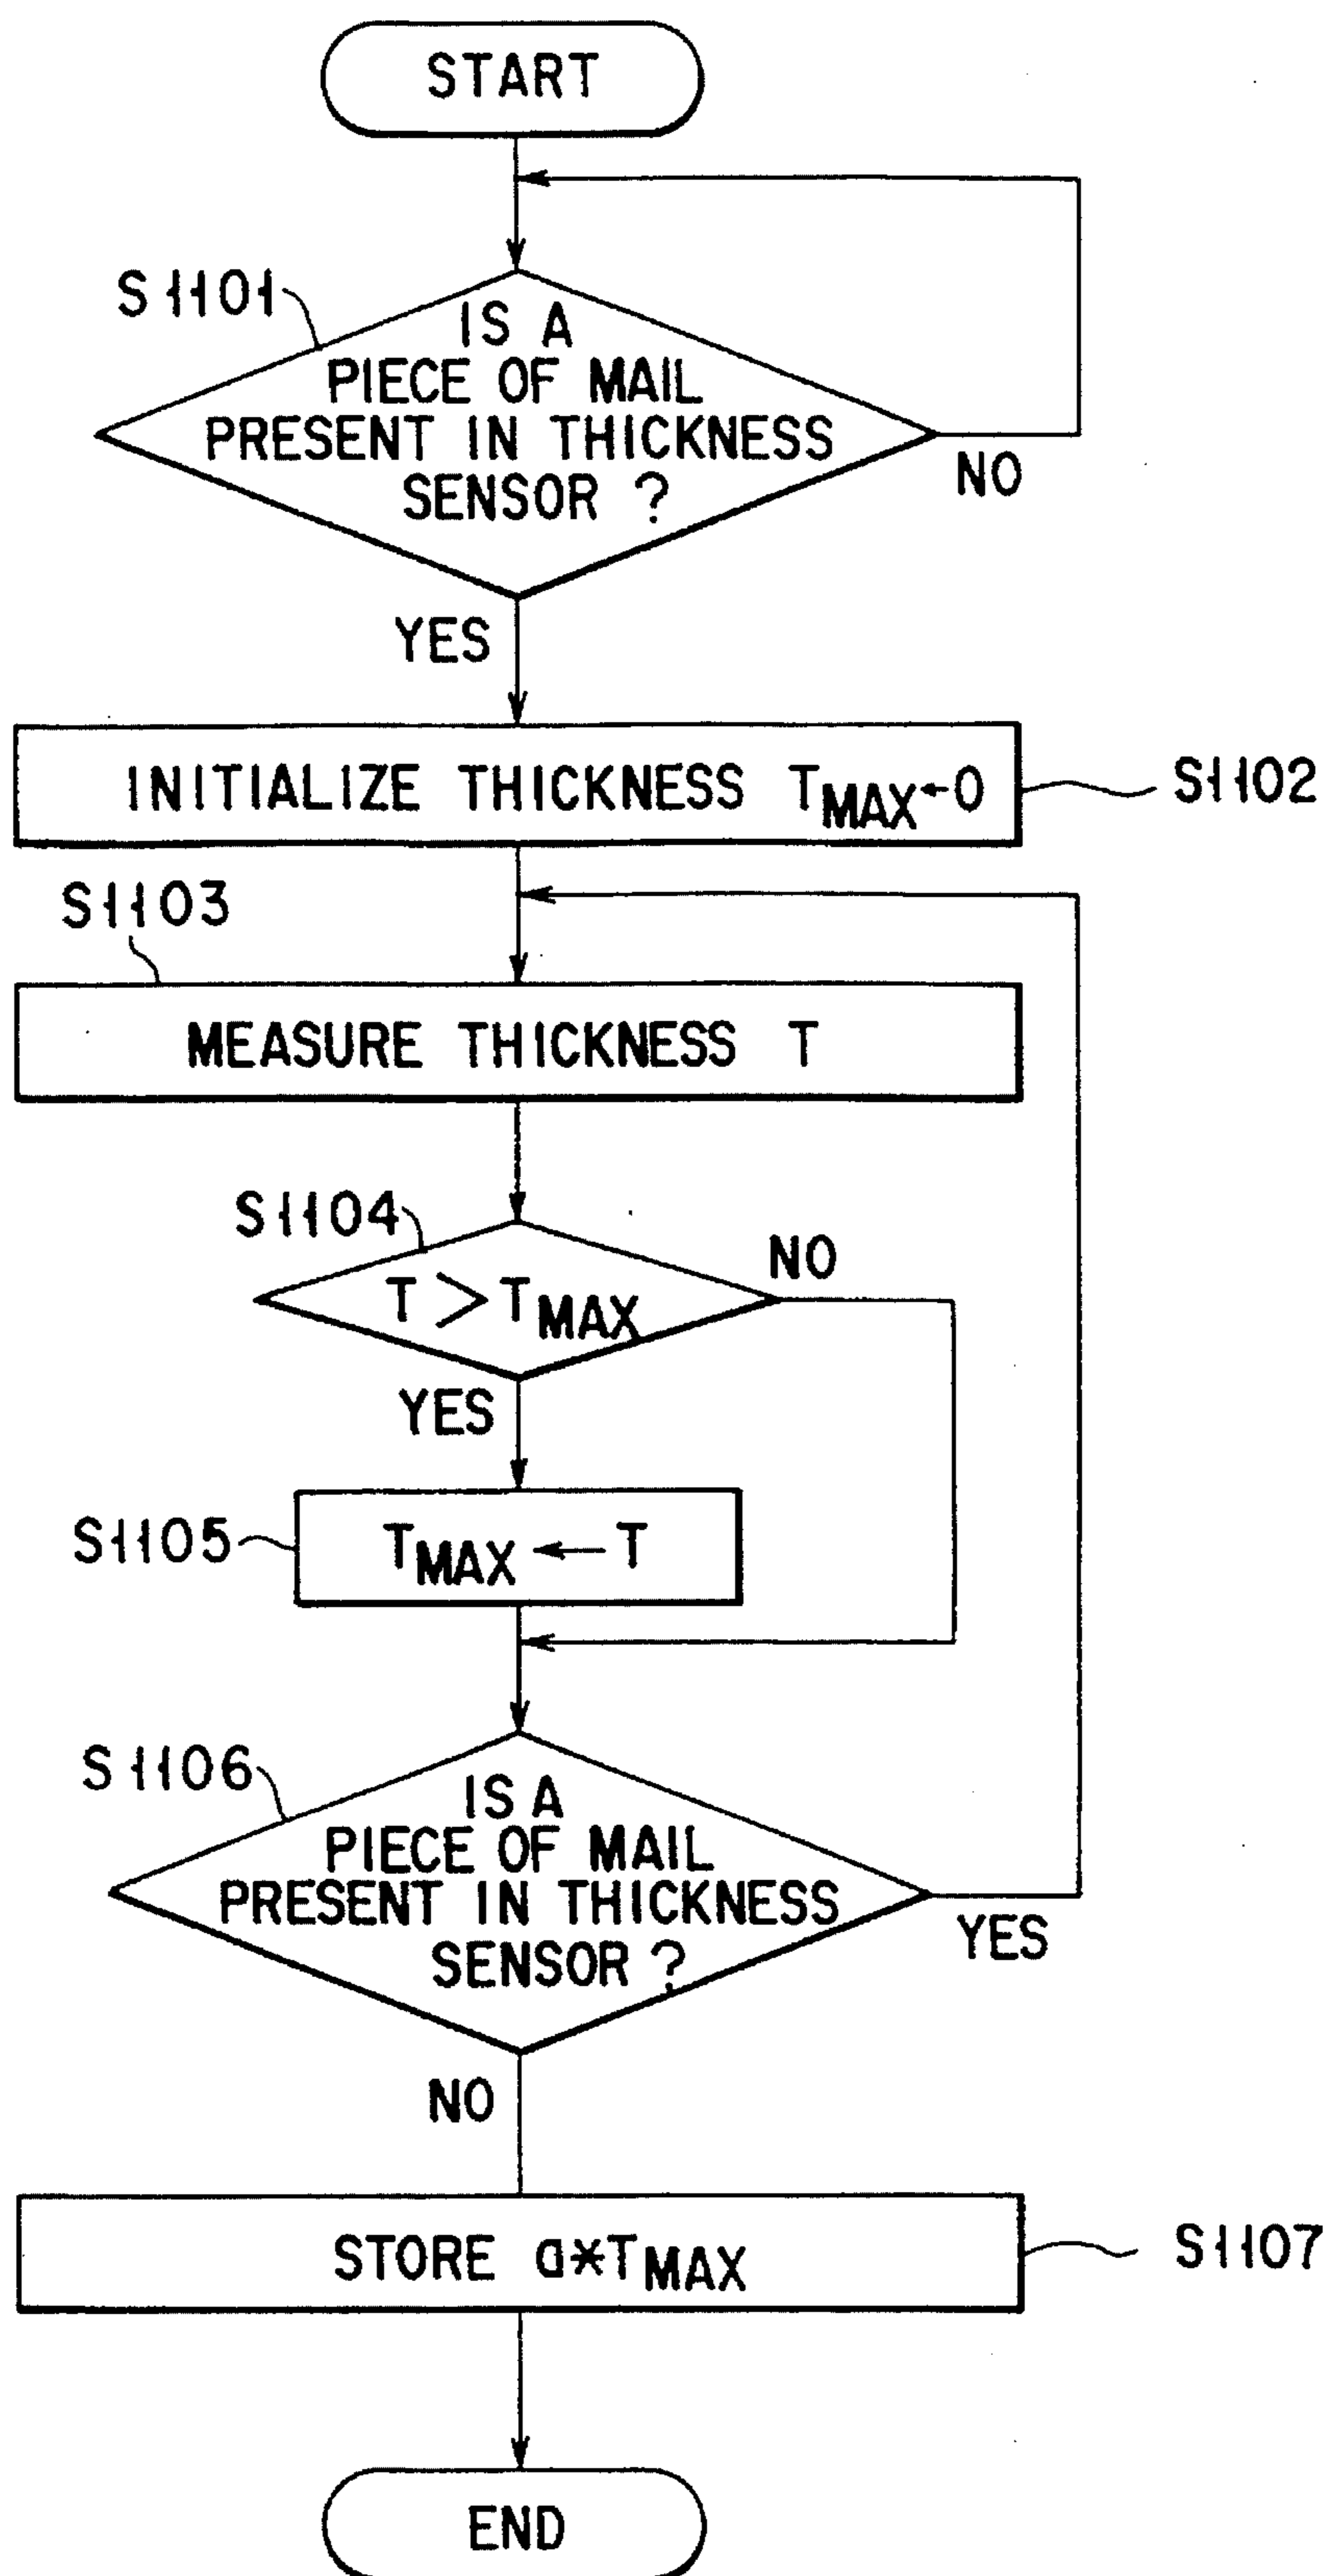 START
S1101
IS A
PIECE OF MAIL
PRESENT IN THICKNESS
SENSOR ?
NO
YES
INITIALIZE THICKNESS TMAX←0
S1102
S1103
MEASURE THICKNESS T
S1104
T > TMAX
NO
YES
S1105
TMAX ← T
S1106
IS A
PIECE OF MAIL
PRESENT IN THICKNESS
SENSOR ?
YES
NO
STORE a*TMAX
S1107
END